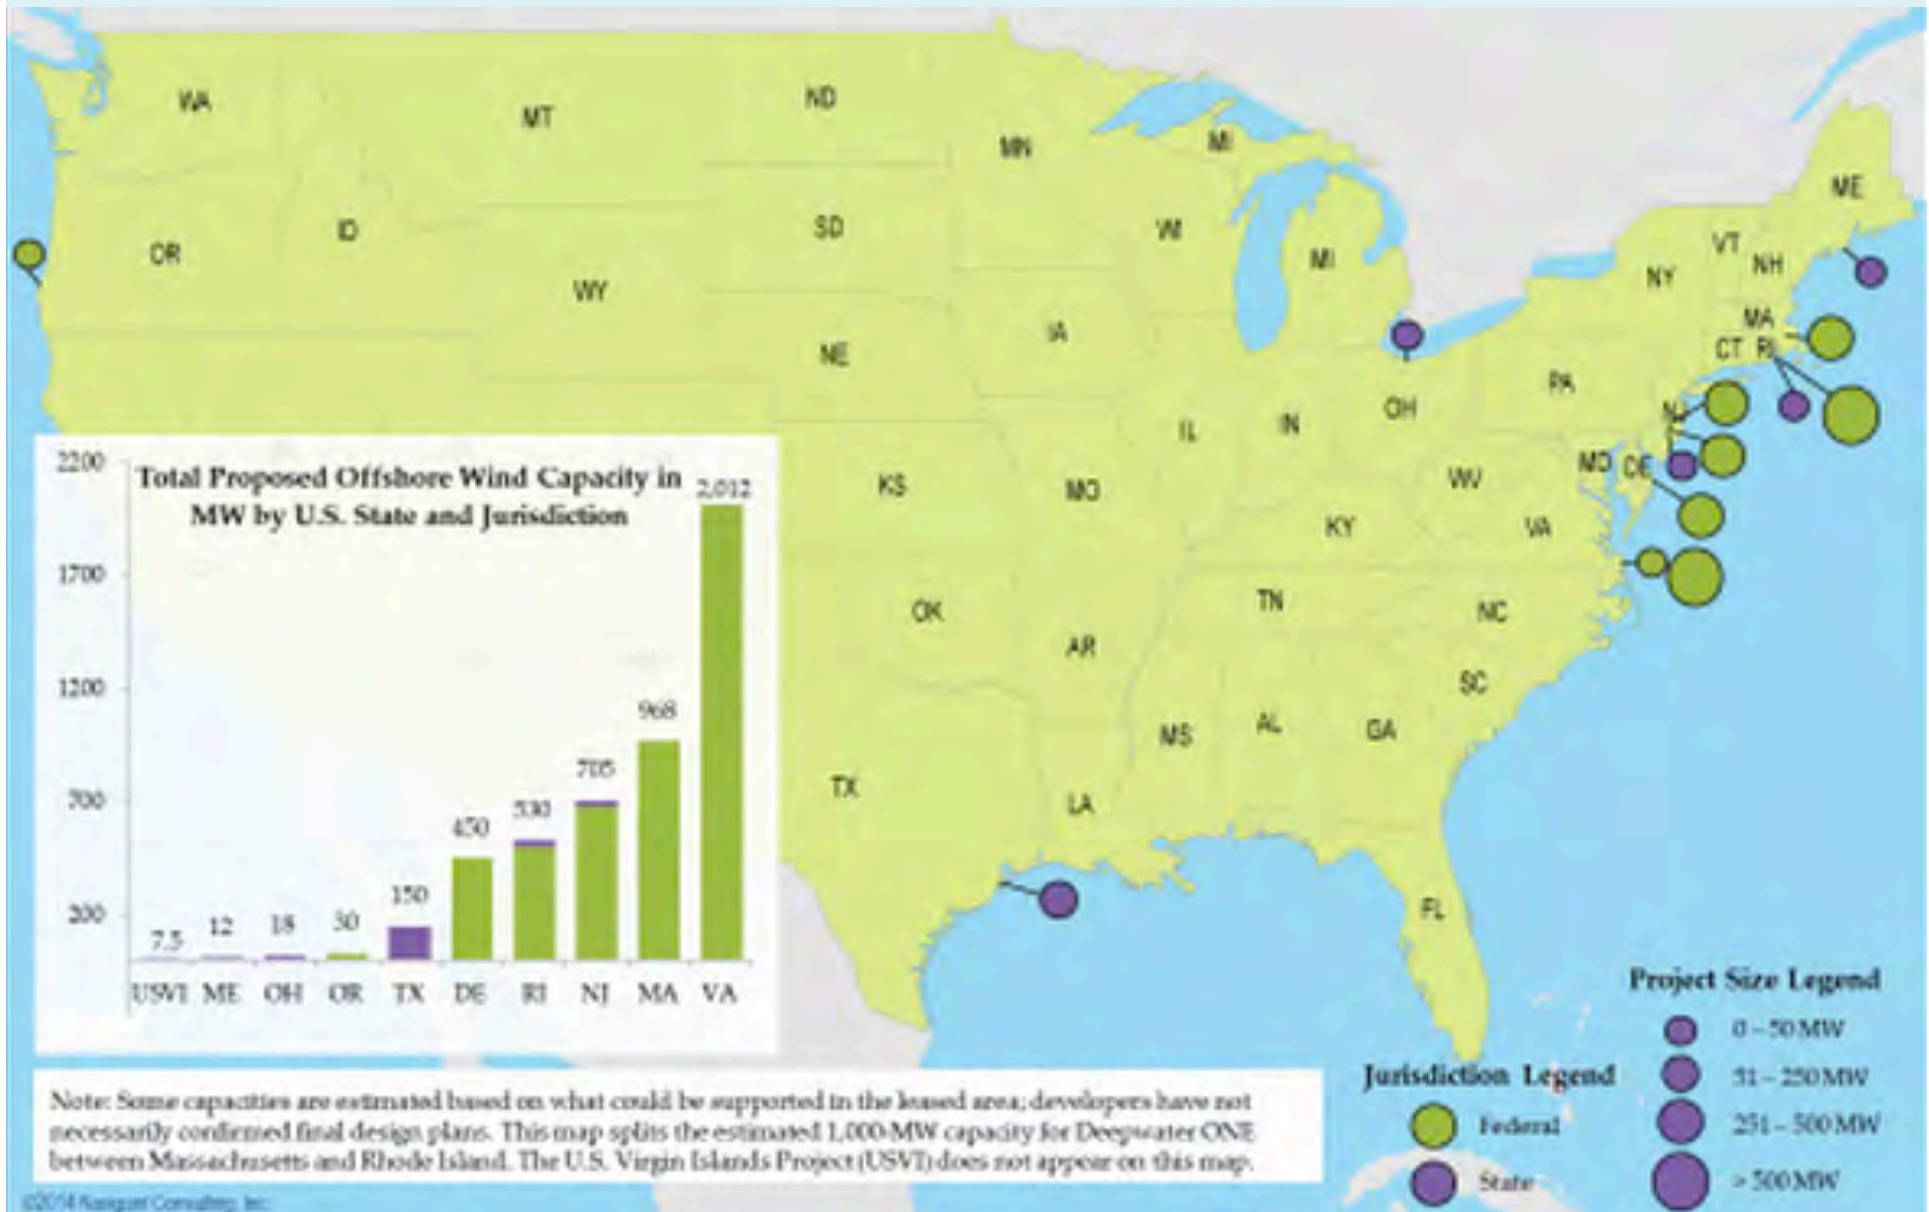 WA
MT
ND
MN
MI
ME
OR
ID
SD
WI
MI
VT
NH
NY
WY
IA
NE
MA
CT RI
PA
OH
NJ
IL
IN
MD
DE
WV
KS
MO
KY
VA
OK
TN
NC
AR
SC
MS
AL
GA
TX
LA
FL
Total Proposed Offshore Wind Capacity in
MW by U.S. State and Jurisdiction
2200
1700
1200
700
200
7.5
12
18
30
150
450
530
705
968
2,012
USVI ME OH OR TX DE RI NJ MA VA
Project Size Legend
0 – 50 MW
51 – 250 MW
251 – 500 MW
> 500 MW
Jurisdiction Legend
Federal
State
Note: Some capacities are estimated based on what could be supported in the leased area; developers have not
necessarily confirmed final design plans. This map splits the estimated 1,000-MW capacity for Deepwater ONE
between Massachusetts and Rhode Island. The U.S. Virgin Islands Project (USVI) does not appear on this map.
©2014 Navigant Consulting, Inc.